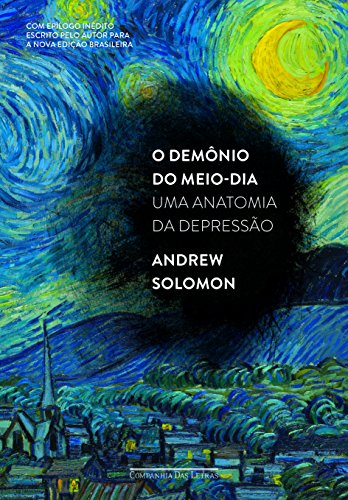 COM EPÍLOGO INÉDITO
ESCRITO PELO AUTOR PARA
A NOVA EDIÇÃO BRASILEIRA
O DEMÔNIO
DO MEIO-DIA
UMA ANATOMIA
DA DEPRESSÃO
ANDREW
SOLOMON
COMPANHIA DAS LETRAS